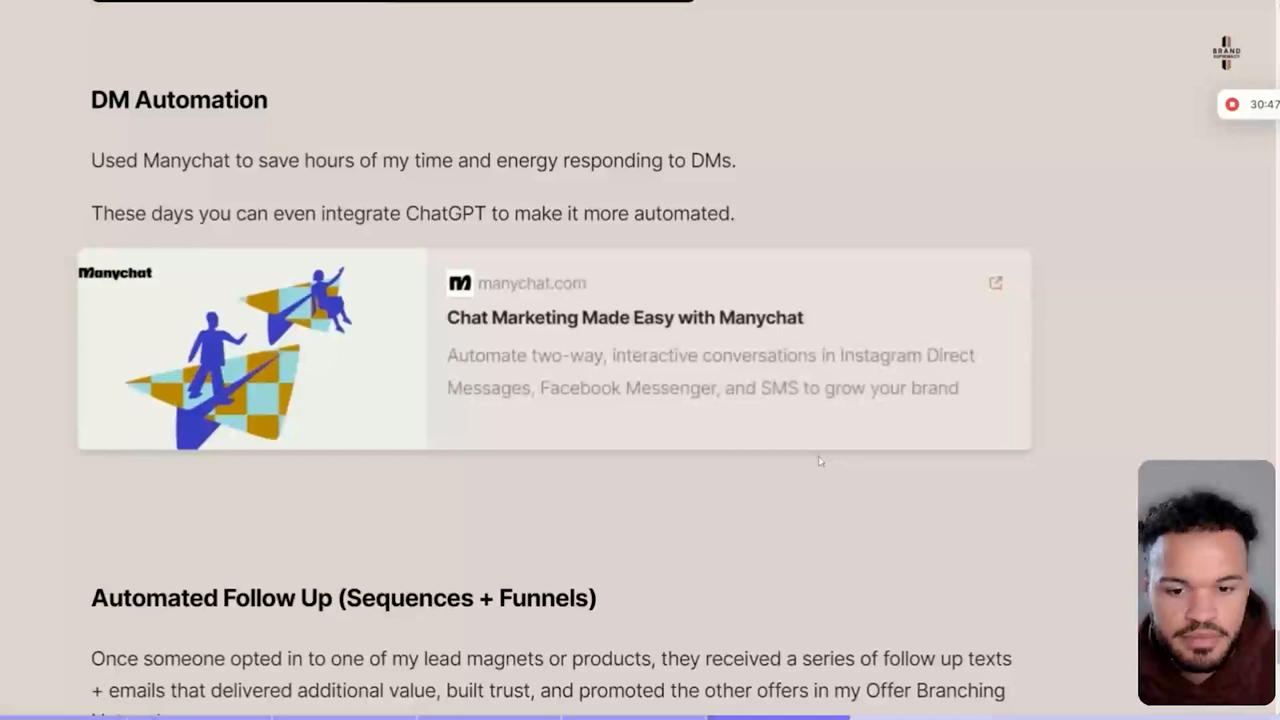 BRAND
SUPREMACY
DM Automation
30:47
Used Manychat to save hours of my time and energy responding to DMs.
These days you can even integrate ChatGPT to make it more automated.
Manychat
manychat.com
Chat Marketing Made Easy with Manychat
Automate two-way, interactive conversations in Instagram Direct
Messages, Facebook Messenger, and SMS to grow your brand
Automated Follow Up (Sequences + Funnels)
Once someone opted in to one of my lead magnets or products, they received a series of follow up texts
+ emails that delivered additional value, built trust, and promoted the other offers in my Offer Branching